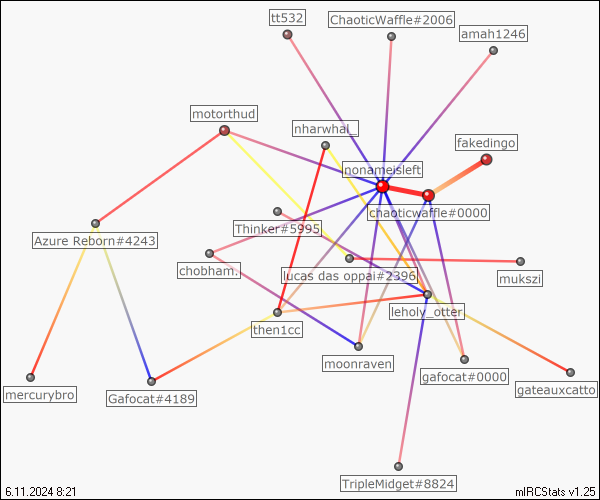 tt532
ChaoticWaffle#2006
amah1246
motorthud
nharwhal_
fakedingo
nonameisleft
chaoticwaffle#0000
Thinker#5995
Azure Reborn#4243
chobham.
lucas das oppai#2396
mukszi
leholy_otter
then1cc
moonraven
gafocat#0000
mercurybro
Gafocat#4189
gateauxcatto
TripleMidget#8824
6.11.2024 8:21
mIRCStats v1.25